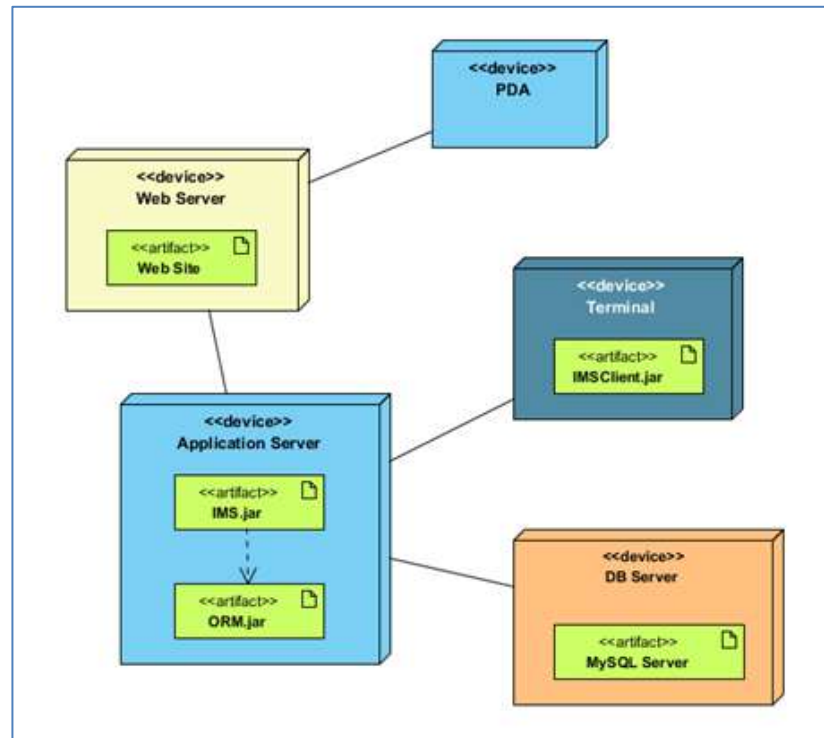 <<device>>
PDA
<<device>>
Web Server
<<artifact>>
Web Site
<<device>>
Terminal
<<artifact>>
IMSClient.jar
<<device>>
Application Server
<<artifact>>
IMS.jar
<<artifact>>
ORM.jar
<<device>>
DB Server
<<artifact>>
MySQL Server